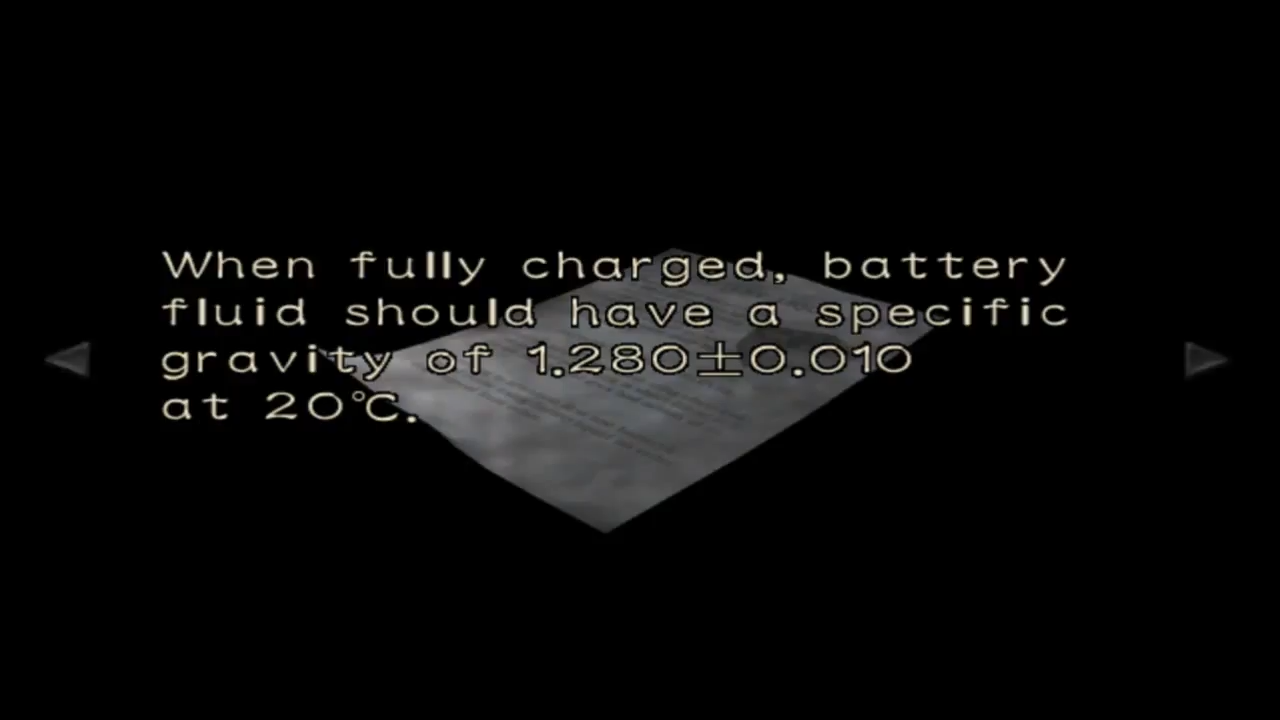 When fully charged, battery
fluid should have a specific
gravity of 1.280±0.010
at 20℃.